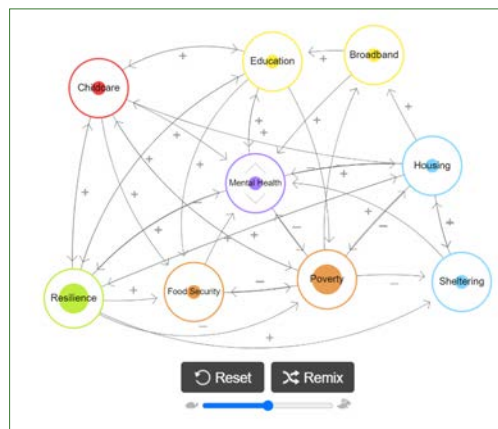 Education
Broadband
Childcare
Housing
Mental Health
Resilience
Food Security
Poverty
Sheltering
Reset
Remix